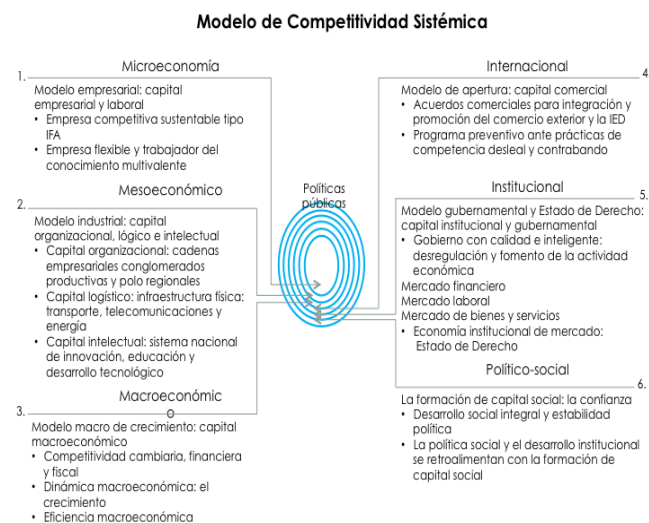 Modelo de Competitividad Sistémica
Microeconomía
1.
Modelo empresarial: capital
empresarial y laboral
• Empresa competitiva sustentable tipo
IFA
• Empresa flexible y trabajador del
conocimiento multivalente
Mesoeconómico
2.
Modelo industrial: capital
organizacional, lógico e intelectual
• Capital organizacional: cadenas
empresariales conglomerados
productivas y polo regionales
• Capital logístico: infraestructura física:
transporte, telecomunicaciones y
energía
• Capital intelectual: sistema nacional
de innovación, educación y
desarrollo tecnológico
Macroeconómic
o
3.
Modelo macro de crecimiento: capital
macroeconómico
• Competitividad cambiaria, financiera
y fiscal
• Dinámica macroeconómica: el
crecimiento
• Eficiencia macroeconómica
Políticas
públicas
Internacional
4
Modelo de apertura: capital comercial
• Acuerdos comerciales para integración y
promoción del comercio exterior y la IED
• Programa preventivo ante prácticas de
competencia desleal y contrabando
Institucional
5.
Modelo gubernamental y Estado de Derecho:
capital institucional y gubernamental
• Gobierno con calidad e inteligente:
desregulación y fomento de la actividad
económica
Mercado financiero
Mercado laboral
Mercado de bienes y servicios
• Economía institucional de mercado:
Estado de Derecho
Político-social
6.
La formación de capital social: la confianza
• Desarrollo social integral y estabilidad
política
• La política social y el desarrollo institucional
se retroalimentan con la formación de
capital social